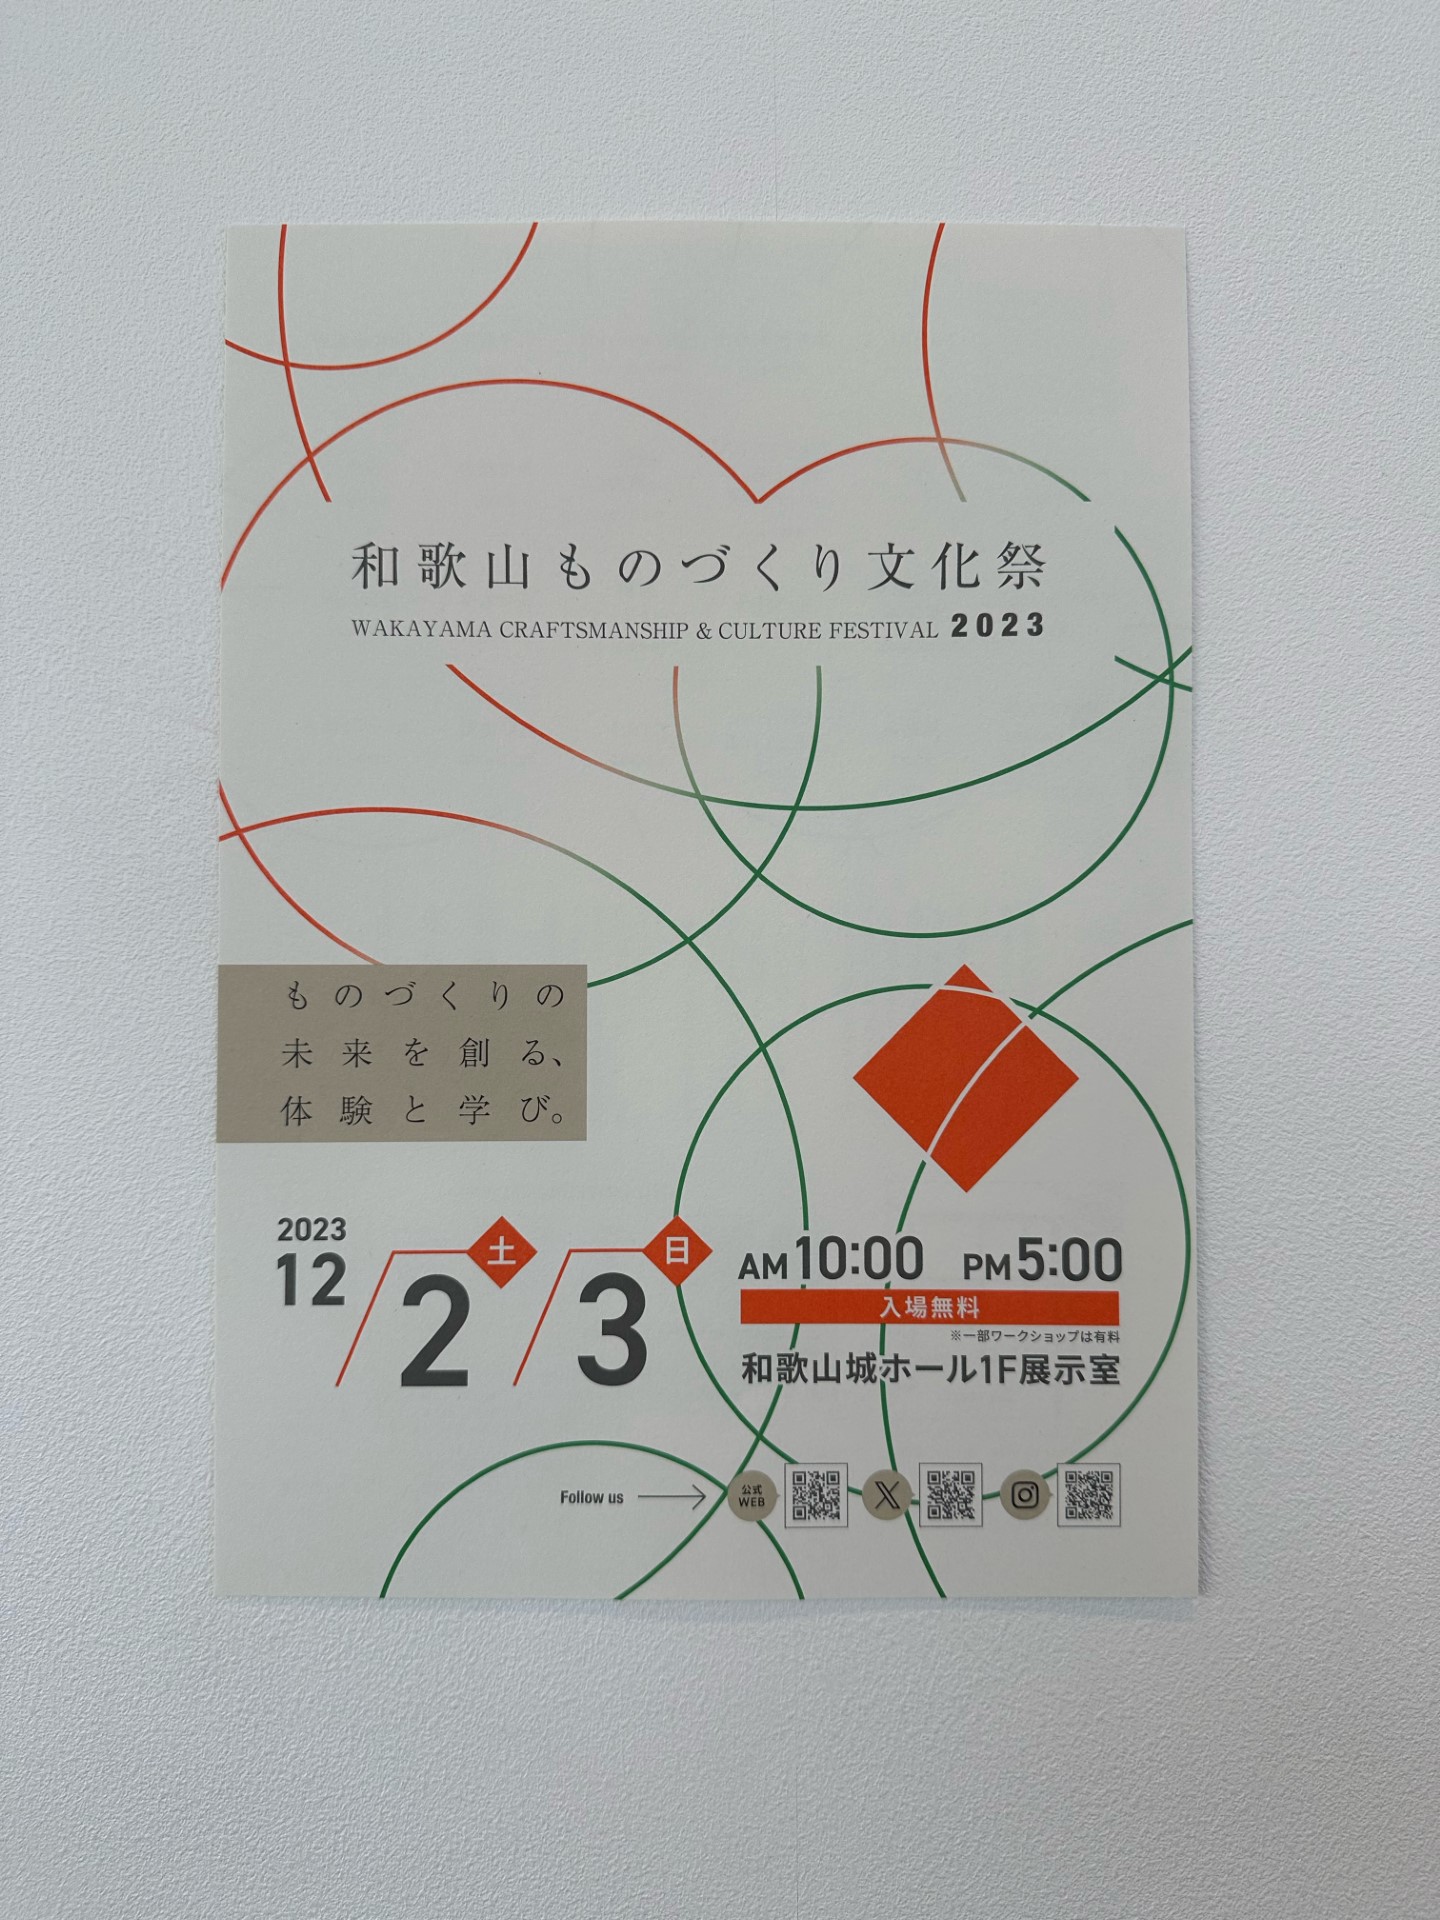 和歌山ものづくり文化祭
WAKAYAMA CRAFTSMANSHIP & CULTURE FESTIVAL 2023
ものづくりの
未来を創る、
体験と学び。
2023
12/2土/3日
AM10:00 PM5:00
入場無料
※一部ワークショップは有料
和歌山城ホール1F展示室
Follow us
公式
WEB